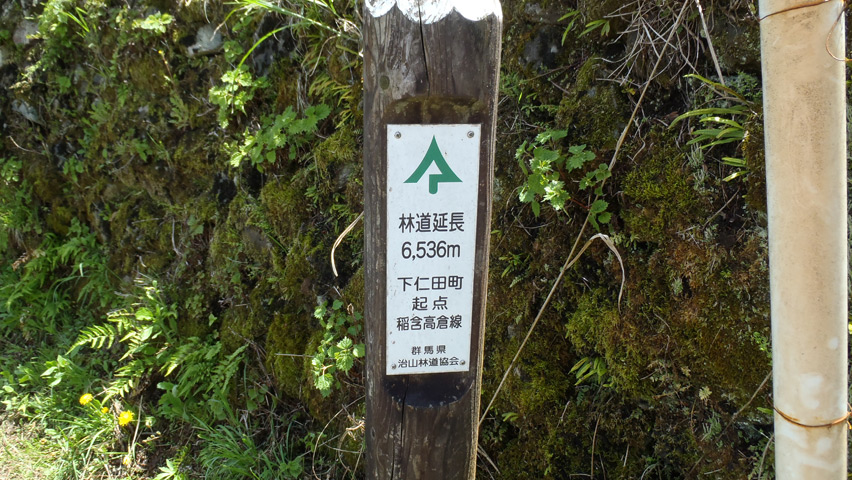 林道延長
6,536m
下仁田町
起点
稲含高倉線
群馬県
治山林道協会